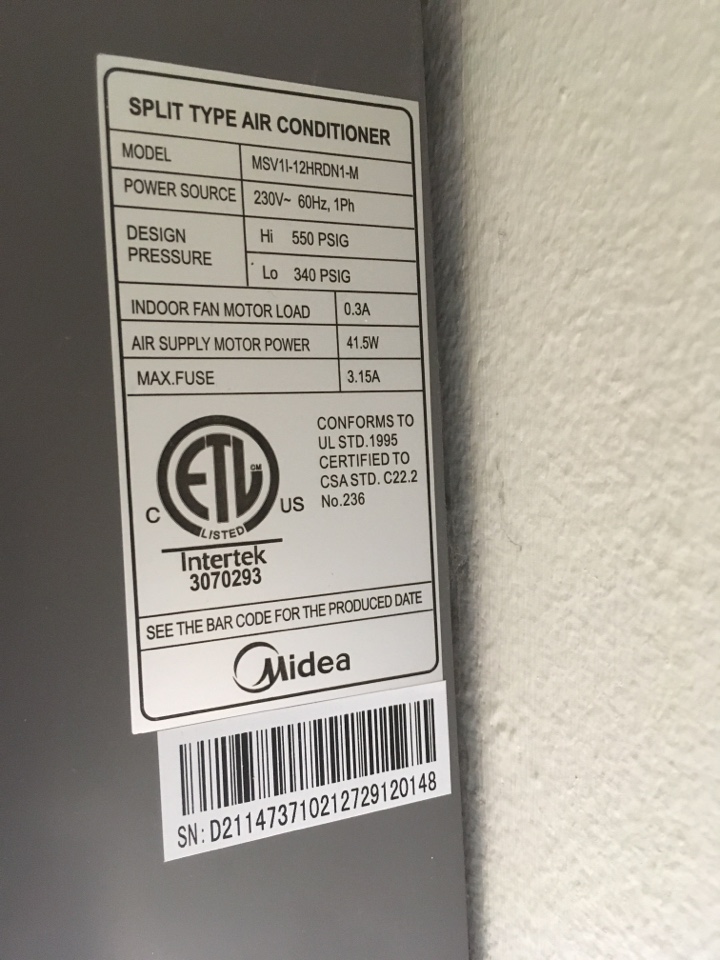 SPLIT TYPE AIR CONDITIONER
MODEL MSV1I-12HRDN1-M
POWER SOURCE 230V~ 60Hz, 1Ph
DESIGN PRESSURE Hi 550 PSIG
Lo 340 PSIG
INDOOR FAN MOTOR LOAD 0.3A
AIR SUPPLY MOTOR POWER 41.5W
MAX.FUSE 3.15A
ETL CM
C US
LISTED
Intertek
3070293
CONFORMS TO
UL STD.1995
CERTIFIED TO
CSA STD. C22.2
No.236
SEE THE BAR CODE FOR THE PRODUCED DATE
Midea
SN: D211473710212729120148